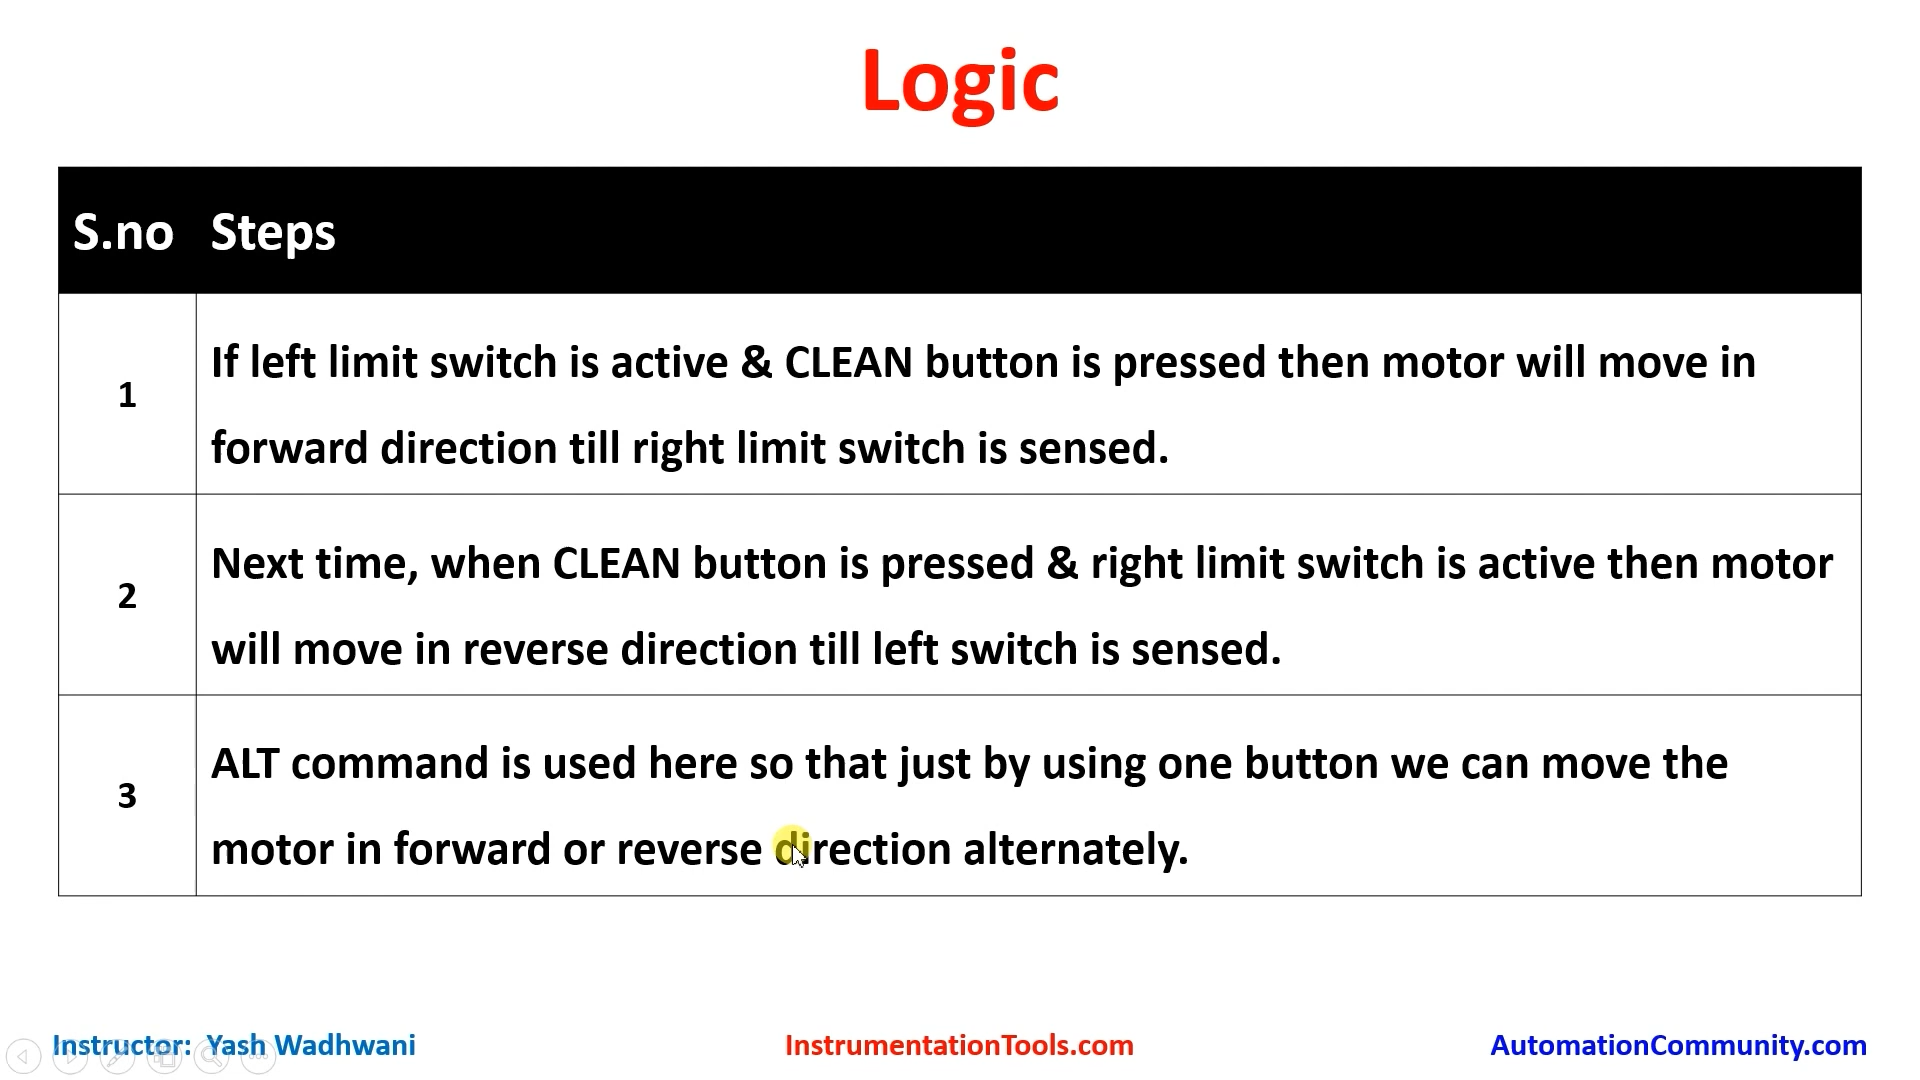 Logic
S.no Steps
1
If left limit switch is active & CLEAN button is pressed then motor will move in
forward direction till right limit switch is sensed.
2
Next time, when CLEAN button is pressed & right limit switch is active then motor
will move in reverse direction till left switch is sensed.
3
ALT command is used here so that just by using one button we can move the
motor in forward or reverse direction alternately.
Instructor: Yash Wadhwani
InstrumentationTools.com
AutomationCommunity.com